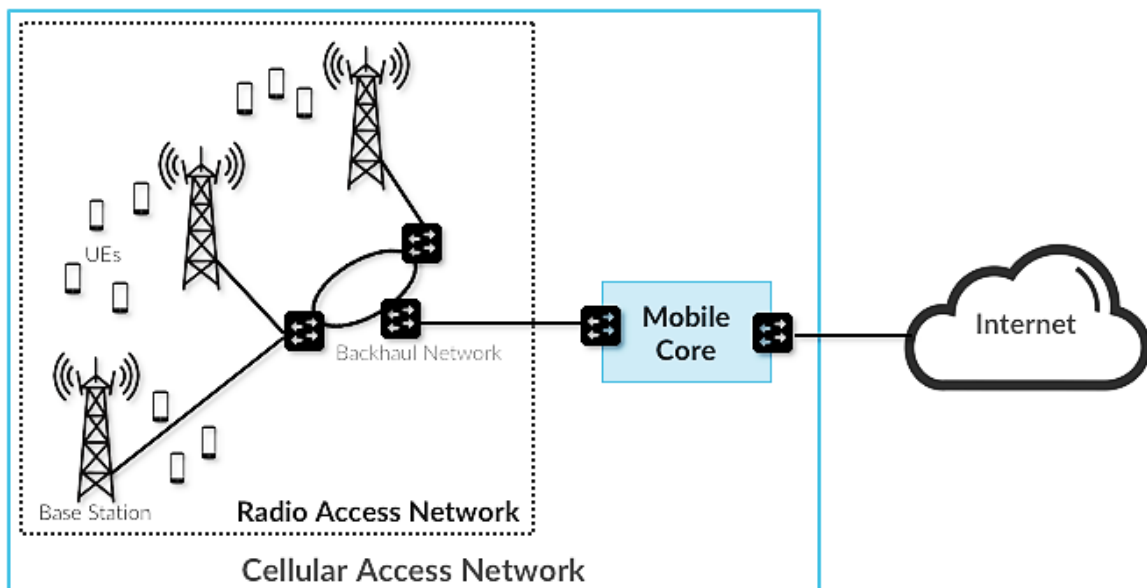 UEs
Backhaul Network
Base Station
Radio Access Network
Mobile
Core
Internet
Cellular Access Network